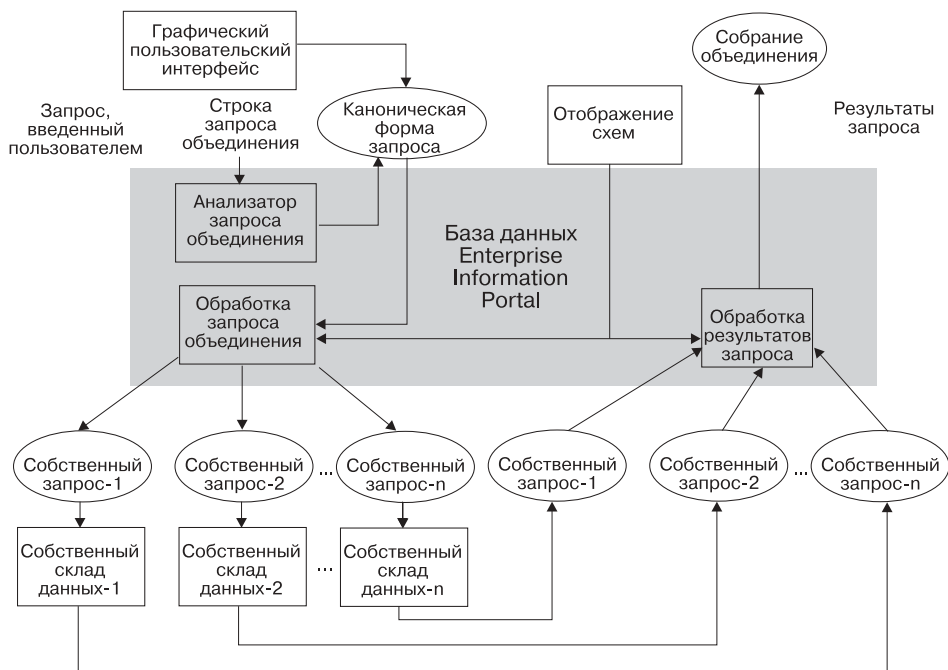 Графический
пользовательский
интерфейс
Собрание
объединения
Запрос,
введенный
пользователем
Строка
запроса
объединения
Каноническая
форма
запроса
Отображение
схем
Результаты
запроса
Анализатор
запроса
объединения
База данных
Enterprise
Information
Portal
Обработка
запроса
объединения
Обработка
результатов
запроса
Собственный
запрос-1
Собственный
запрос-2
...
Собственный
запрос-n
Собственный
запрос-1
Собственный
запрос-2
...
Собственный
запрос-n
Собственный
склад
данных-1
Собственный
склад
данных-2
...
Собственный
склад
данных-n